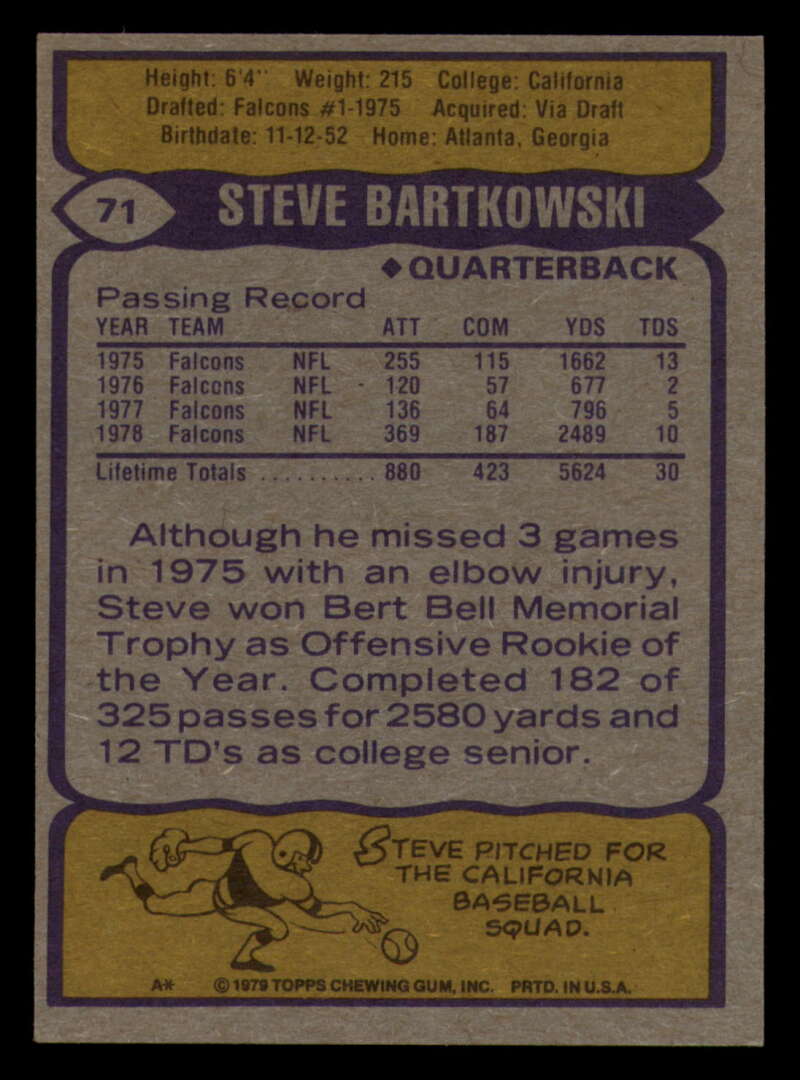 Height: 6'4" Weight: 215 College: California
Drafted: Falcons #1-1975 Acquired: Via Draft
Birthdate: 11-12-52 Home: Atlanta, Georgia
71 STEVE BARTKOWSKI
◆ QUARTERBACK
Passing Record
YEAR TEAM ATT COM YDS TDS
1975 Falcons NFL 255 115 1662 13
1976 Falcons NFL 120 57 677 2
1977 Falcons NFL 136 64 796 5
1978 Falcons NFL 369 187 2489 10
Lifetime Totals .......... 880 423 5624 30
Although he missed 3 games
in 1975 with an elbow injury,
Steve won Bert Bell Memorial
Trophy as Offensive Rookie of
the Year. Completed 182 of
325 passes for 2580 yards and
12 TD's as college senior.
STEVE PITCHED FOR
THE CALIFORNIA
BASEBALL
SQUAD.
A* © 1979 TOPPS CHEWING GUM, INC. PRTD. IN U.S.A.